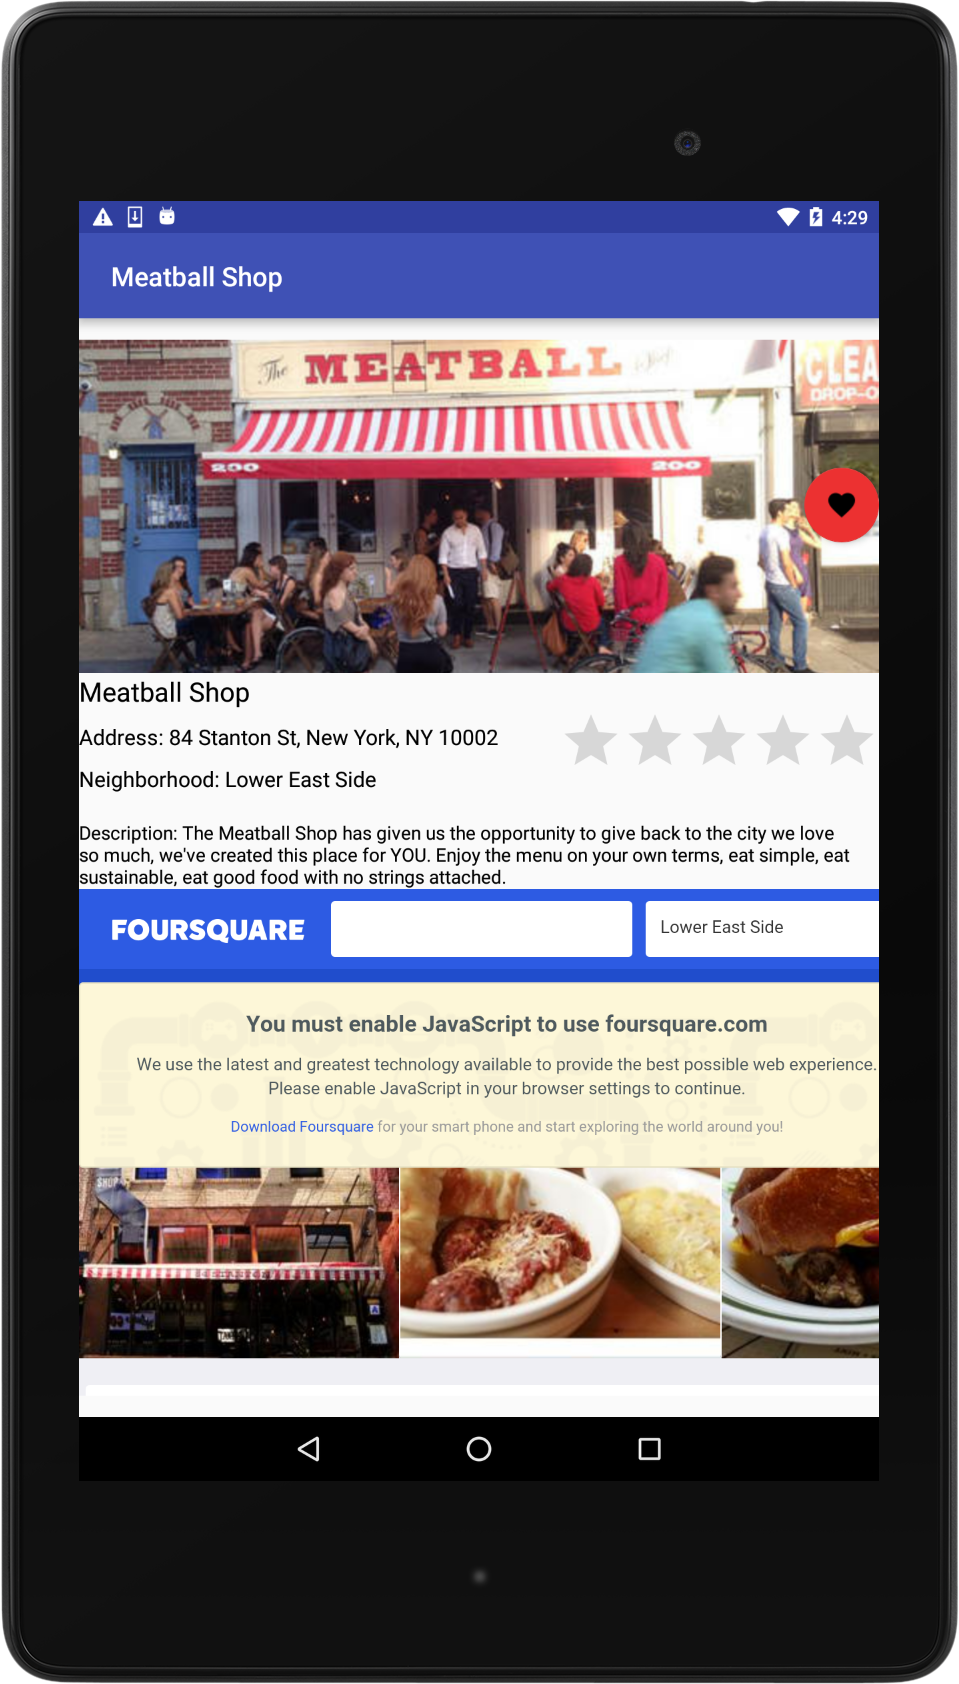 4:29
Meatball Shop
The MEATBALL Shop
CLEA
DROP-O
200 200
Meatball Shop
Address: 84 Stanton St, New York, NY 10002
Neighborhood: Lower East Side
Description: The Meatball Shop has given us the opportunity to give back to the city we love
so much, we've created this place for YOU. Enjoy the menu on your own terms, eat simple, eat
sustainable, eat good food with no strings attached.
FOURSQUARE
Lower East Side
You must enable JavaScript to use foursquare.com
We use the latest and greatest technology available to provide the best possible web experience.
Please enable JavaScript in your browser settings to continue.
Download Foursquare for your smart phone and start exploring the world around you!
SHOP
A